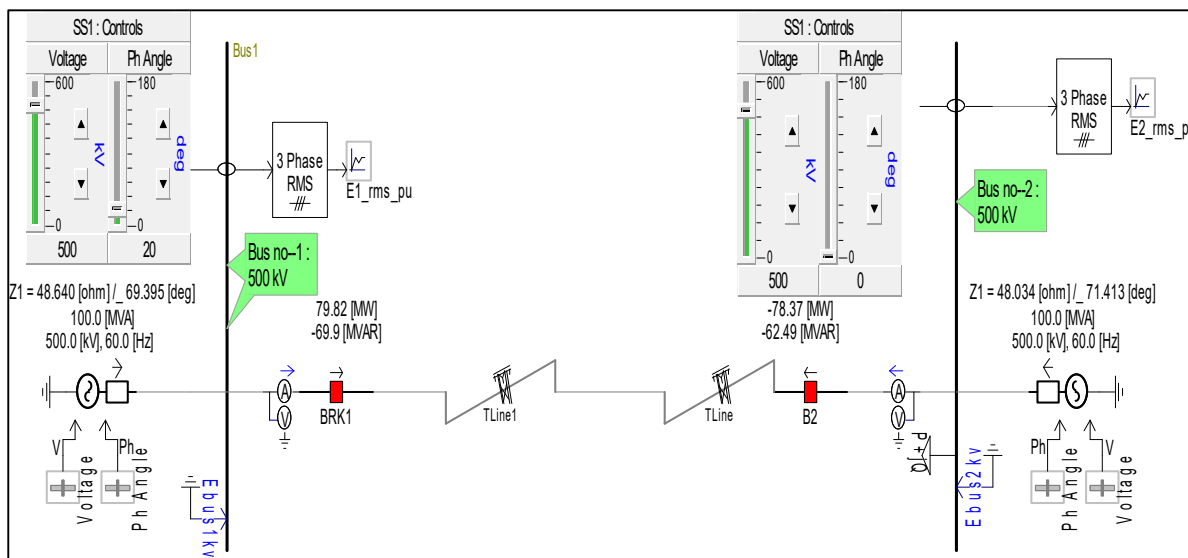 SS1 : Controls
Voltage
Ph Angle
600
180
kV
deg
0
0
500
20
Bus1
3 Phase
RMS
E1_rms_pu
Bus no--1 :
500 kV
Z1 = 48.640 [ohm] /_ 69.395 [deg]
100.0 [MVA]
500.0 [kV], 60.0 [Hz]
79.82 [MW]
-69.9 [MVAR]
A
V
BRK1
TLine1
V
Ph
Voltage
Ph Angle
Ebus1kv
SS1 : Controls
Voltage
Ph Angle
600
180
kV
deg
0
0
500
0
3 Phase
RMS
E2_rms_p
Bus no--2 :
500 kV
-78.37 [MW]
-62.49 [MVAR]
Z1 = 48.034 [ohm] /_ 71.413 [deg]
100.0 [MVA]
500.0 [kV], 60.0 [Hz]
TLine
B2
A
V
P+jQ
Ebus2kv
Ph
V
Ph Angle
Voltage